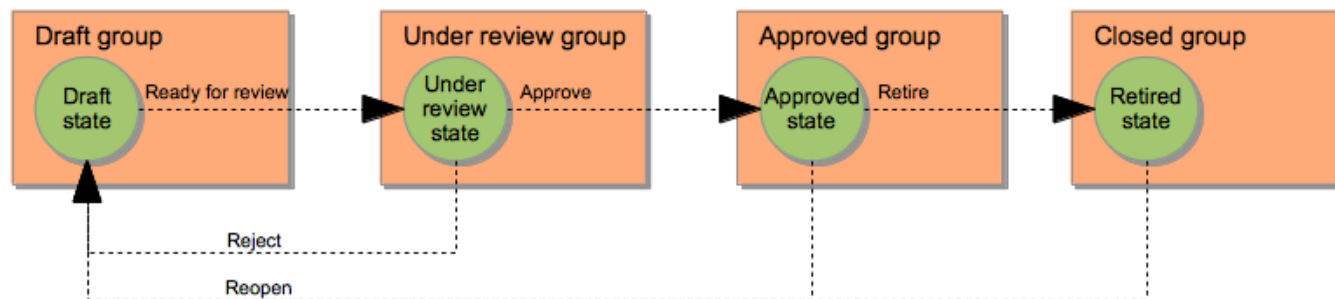 Draft group
Under review group
Approved group
Closed group
Draft
state
Ready for review
Under
review
state
Approve
Approved
state
Retire
Retired
state
Reject
Reopen